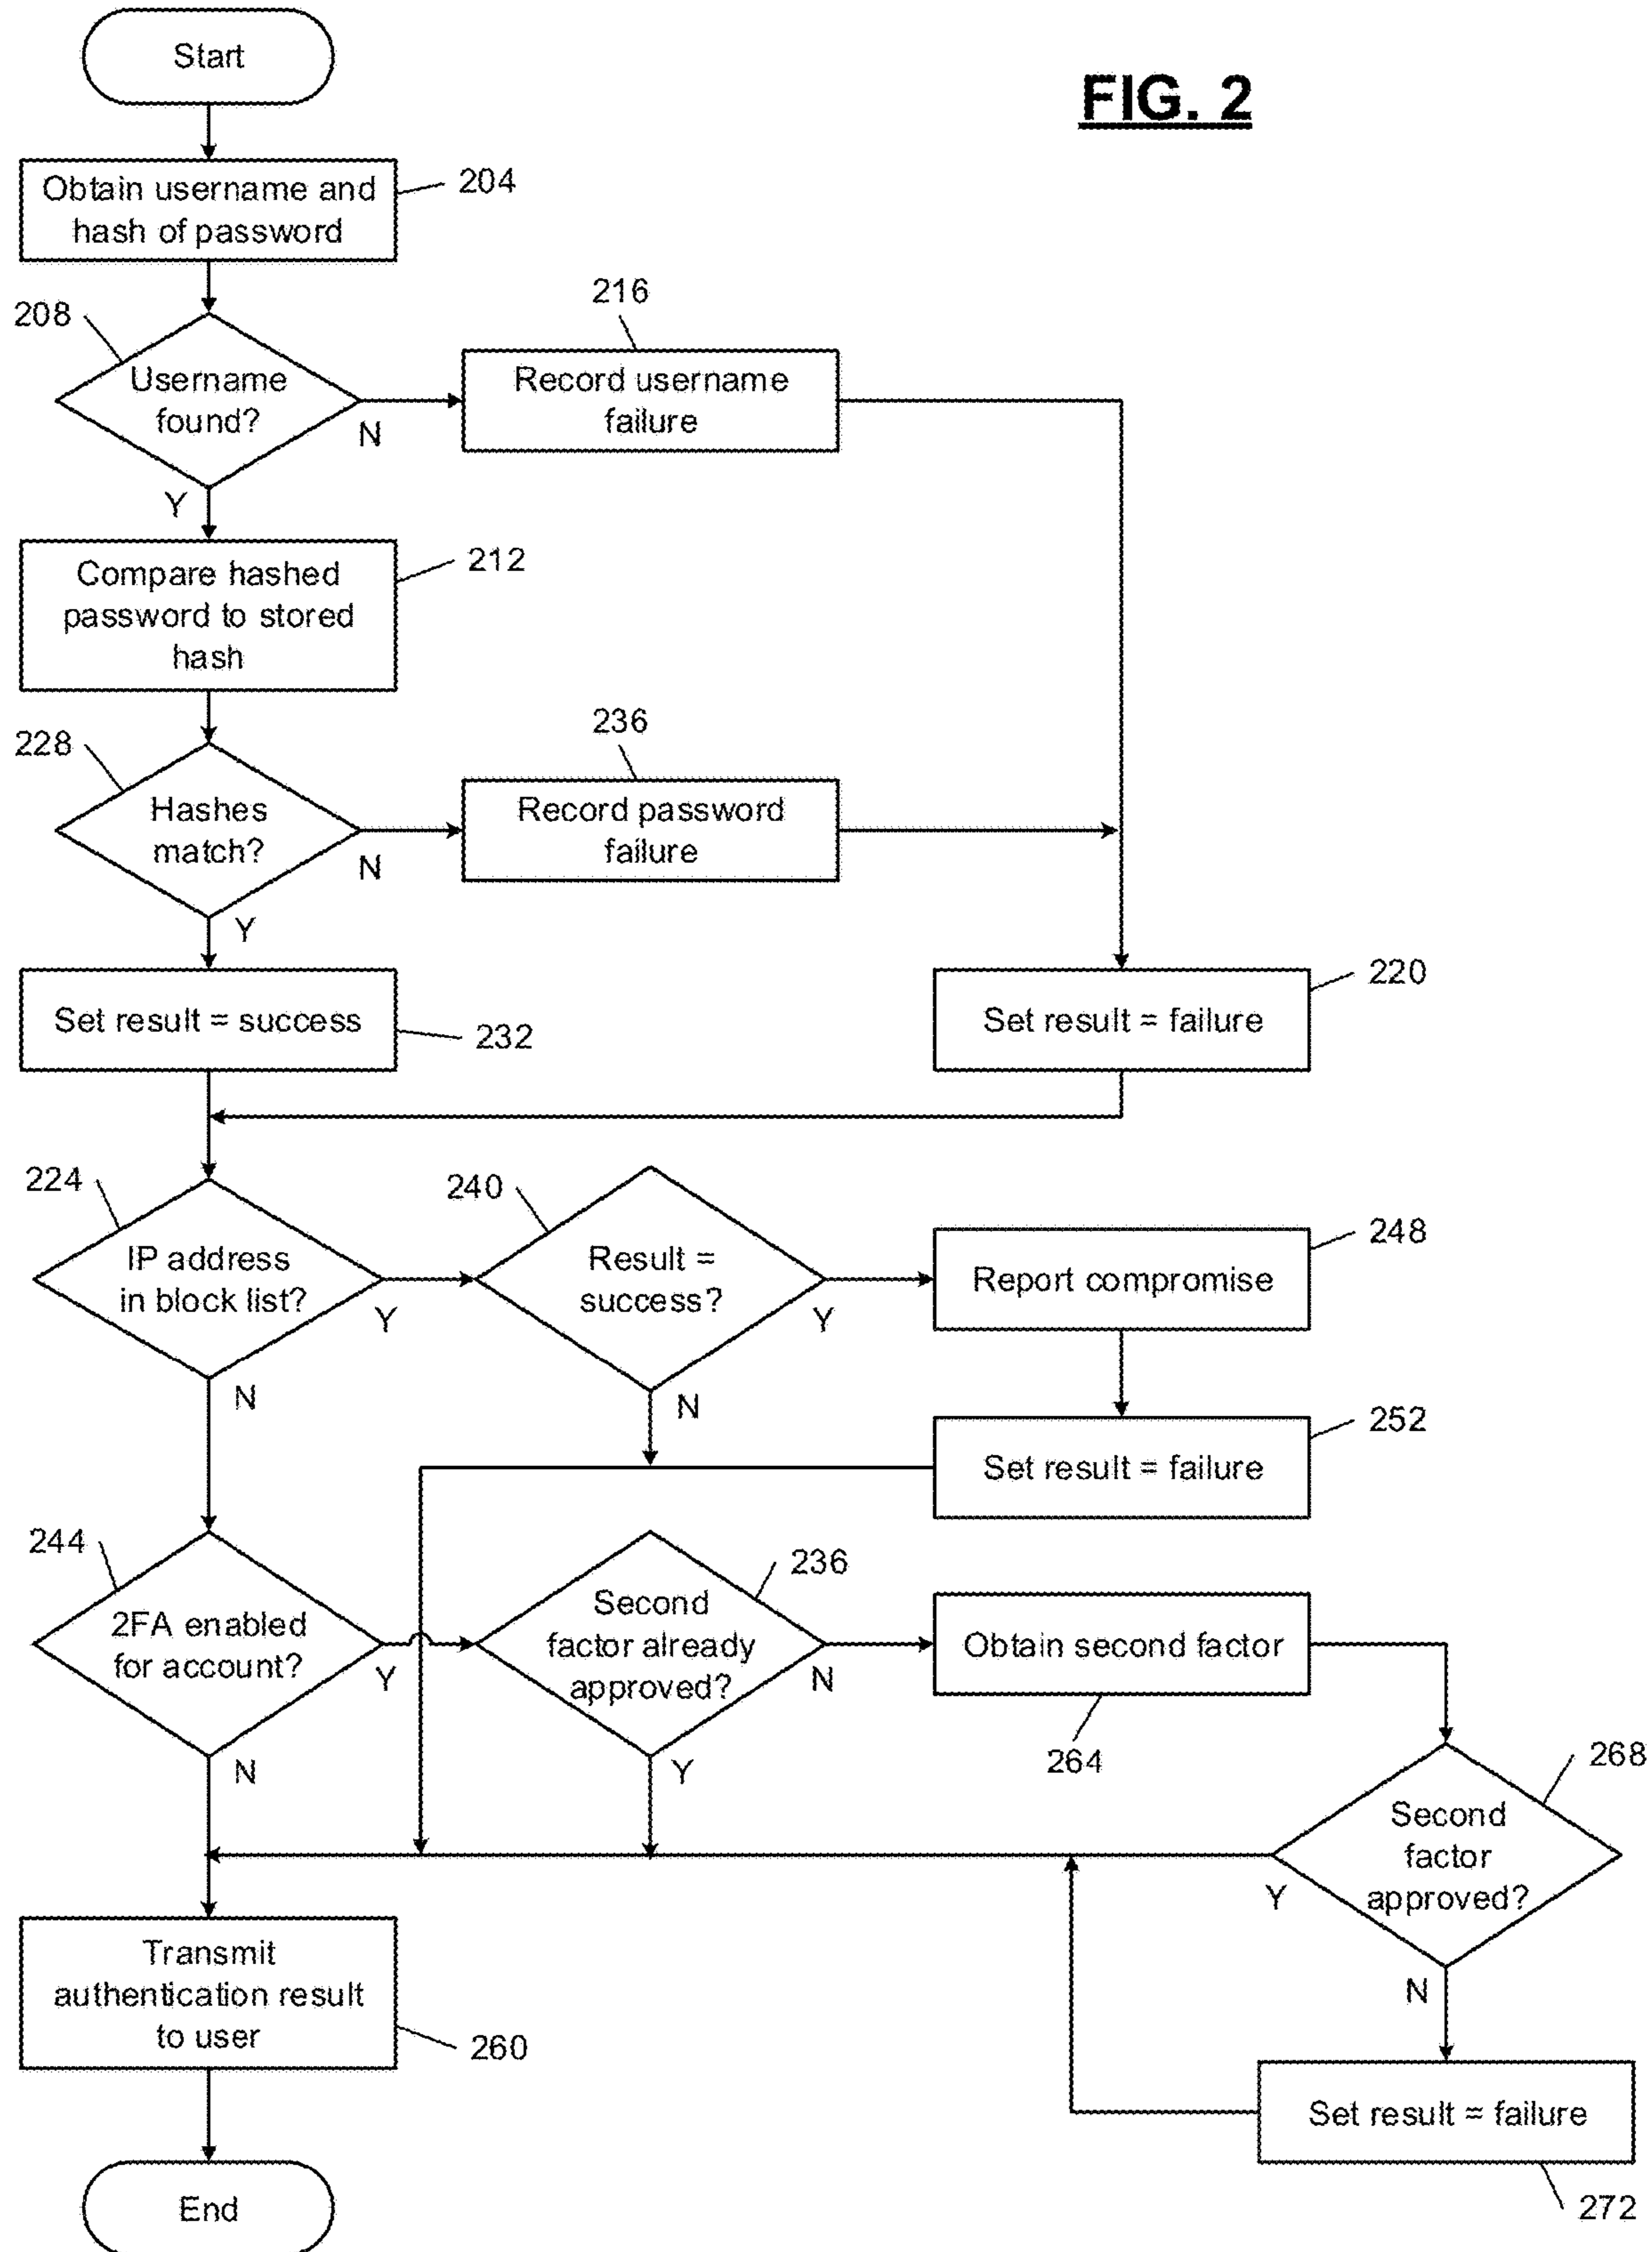 FIG. 2
Start
Obtain username and
hash of password
204
208
Username
found?
N
Y
216
Record username
failure
Compare hashed
password to stored
hash
212
228
Hashes
match?
N
Y
236
Record password
failure
Set result = success
232
Set result = failure
220
224
IP address
in block list?
Y
N
240
Result =
success?
Y
N
Report compromise
248
Set result = failure
252
244
2FA enabled
for account?
Y
N
236
Second
factor already
approved?
N
Y
Obtain second factor
264
268
Second
factor
approved?
Y
N
Transmit
authentication result
to user
260
Set result = failure
272
End